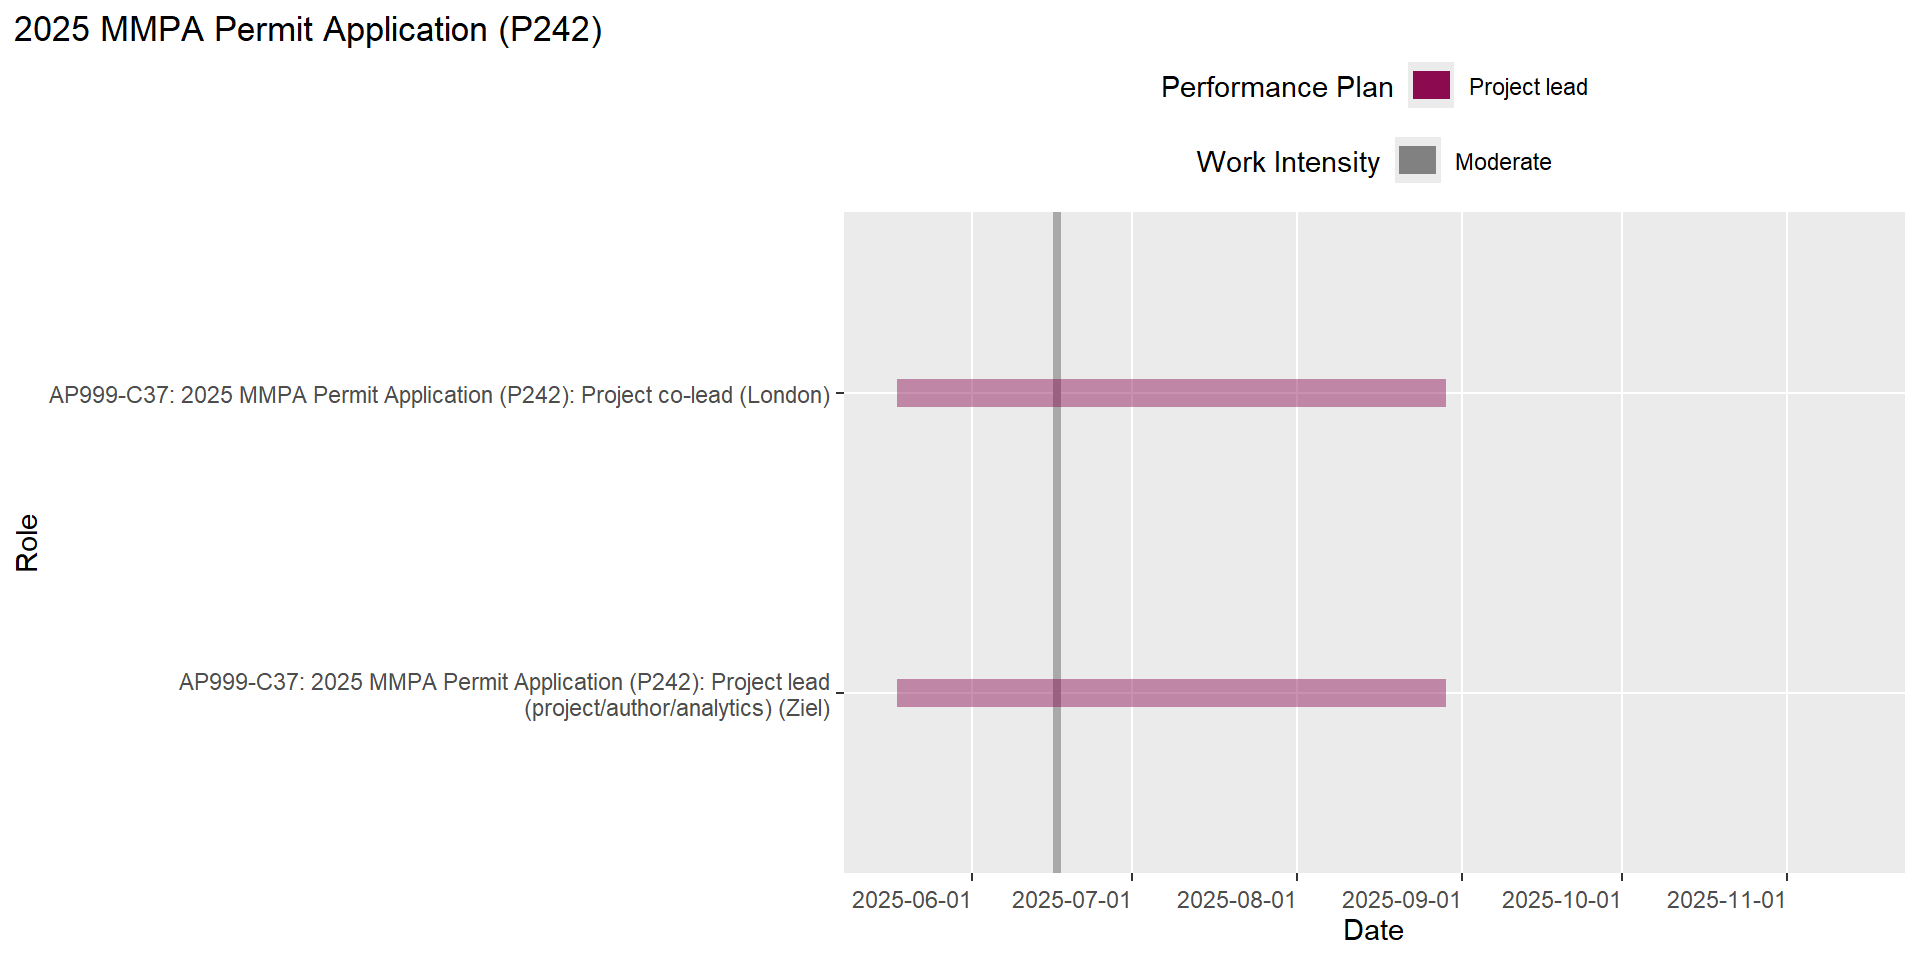 2025 MMPA Permit Application (P242)
Performance Plan Project lead
Work Intensity Moderate
AP999-C37: 2025 MMPA Permit Application (P242): Project co-lead (London)
Role
AP999-C37: 2025 MMPA Permit Application (P242): Project lead
(project/author/analytics) (Ziel)
2025-06-01 2025-07-01 2025-08-01 2025-09-01 2025-10-01 2025-11-01
Date